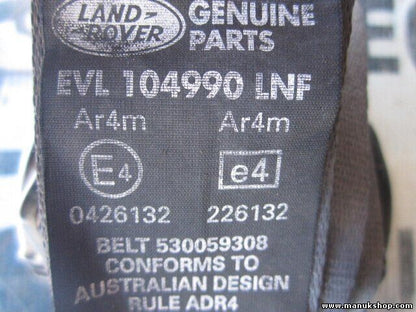 LAND ROVER GENUINE PARTS
EVL 104990 LNF
Ar4m Ar4m
E4 e4
0426132 226132
BELT 530059308
CONFORMS TO
AUSTRALIAN DESIGN
RULE ADR4
www.manukshop.com